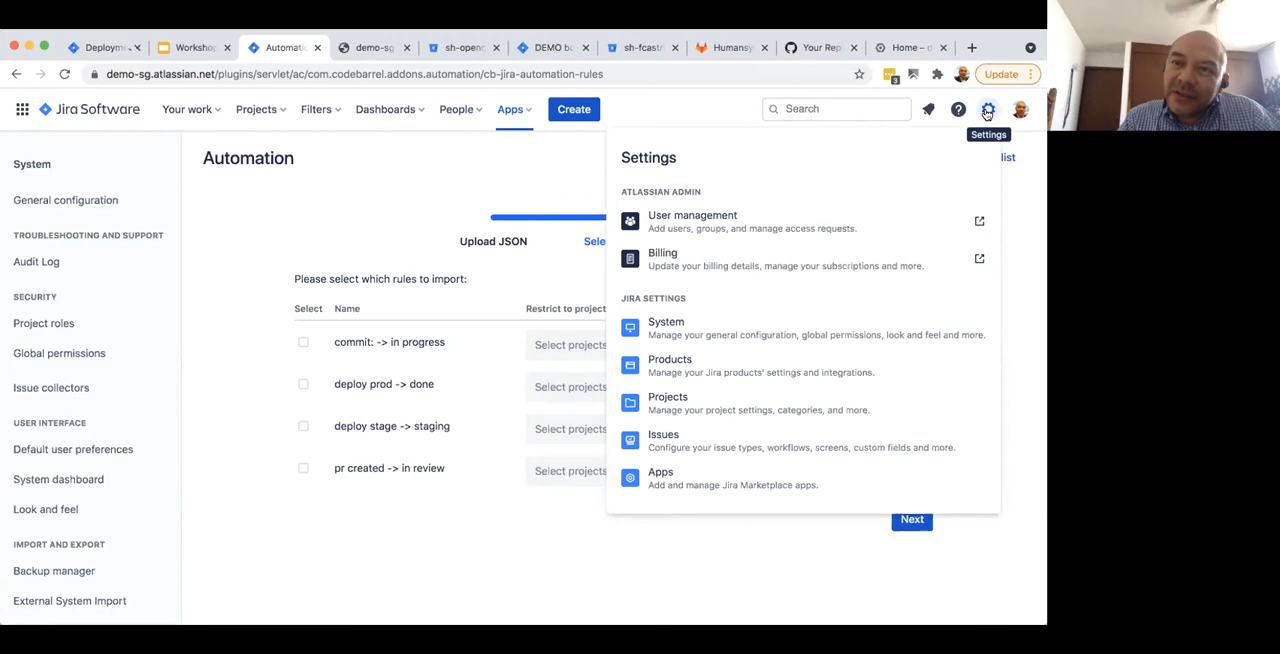 Deployme
Workshop
Automati
demo-sg
sh-openc
DEMO bo
sh-fcastri
Humansy
Your Rep
Home – d
demo-sg.atlassian.net/plugins/servlet/ac/com.codebarrel.addons.automation/cb-jira-automation-rules
3
Update
Jira Software
Your work
Projects
Filters
Dashboards
People
Apps
Create
Search
Settings
System
General configuration
TROUBLESHOOTING AND SUPPORT
Audit Log
SECURITY
Project roles
Global permissions
Issue collectors
USER INTERFACE
Default user preferences
System dashboard
Look and feel
IMPORT AND EXPORT
Backup manager
External System Import
Automation
list
Upload JSON
Sele
Please select which rules to import:
Select Name Restrict to project
commit: -> in progress Select projects
deploy prod -> done Select projects
deploy stage -> staging Select projects
pr created -> in review Select projects
Next
Settings
ATLASSIAN ADMIN
User management
Add users, groups, and manage access requests.
Billing
Update your billing details, manage your subscriptions and more.
JIRA SETTINGS
System
Manage your general configuration, global permissions, look and feel and more.
Products
Manage your Jira products' settings and integrations.
Projects
Manage your project settings, categories, and more.
Issues
Configure your issue types, workflows, screens, custom fields and more.
Apps
Add and manage Jira Marketplace apps.